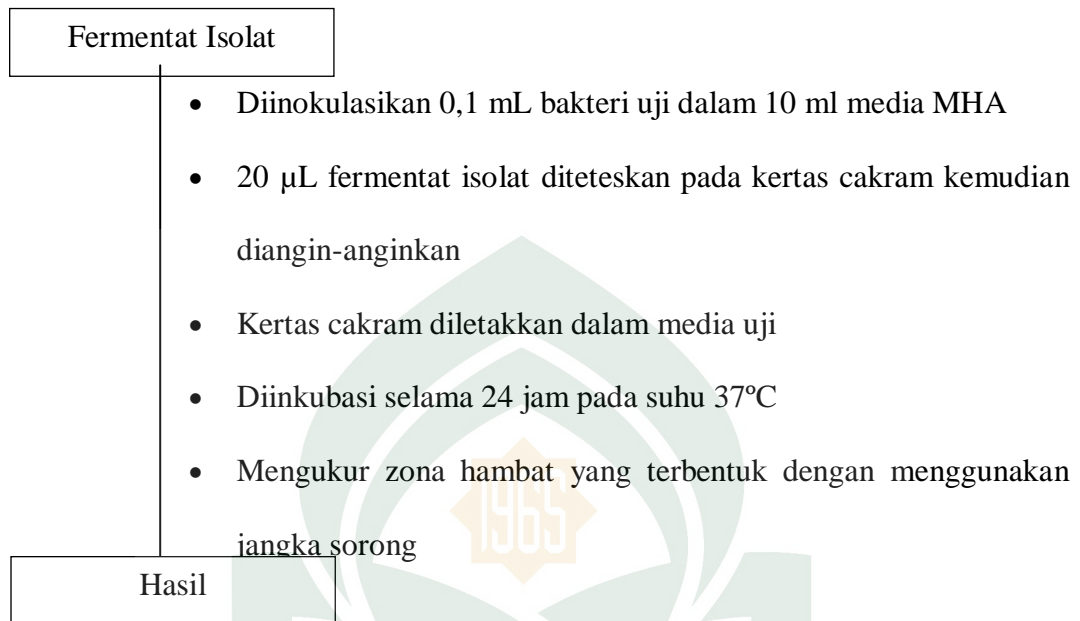 Fermentat Isolat
• Diinokulasikan 0,1 mL bakteri uji dalam 10 ml media MHA
• 20 µL fermentat isolat diteteskan pada kertas cakram kemudian
diangin-anginkan
• Kertas cakram diletakkan dalam media uji
• Diinkubasi selama 24 jam pada suhu 37ºC
• Mengukur zona hambat yang terbentuk dengan menggunakan
jangka sorong
1965
Hasil